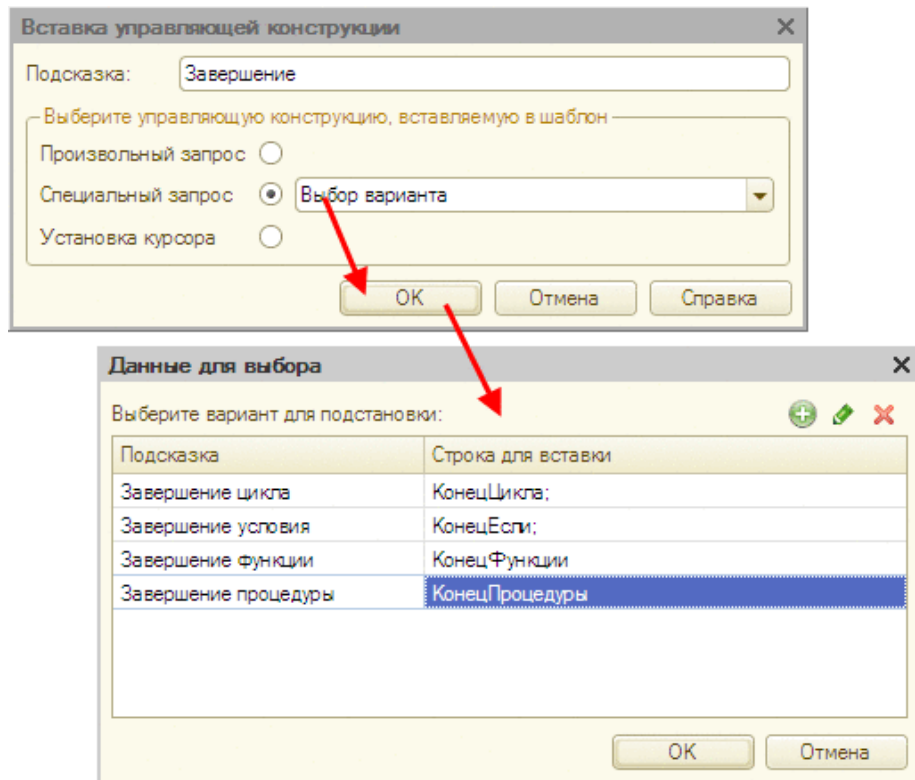 Вставка управляющей конструкции
Подсказка: Завершение
Выберите управляющую конструкцию, вставляемую в шаблон
Произвольный запрос
Специальный запрос Выбор варианта
Установка курсора
OK Отмена Справка
Данные для выбора
Выберите вариант для подстановки:
Подсказка Строка для вставки
Завершение цикла КонецЦикла;
Завершение условия КонецЕсли;
Завершение функции КонецФункции
Завершение процедуры КонецПроцедуры
OK Отмена